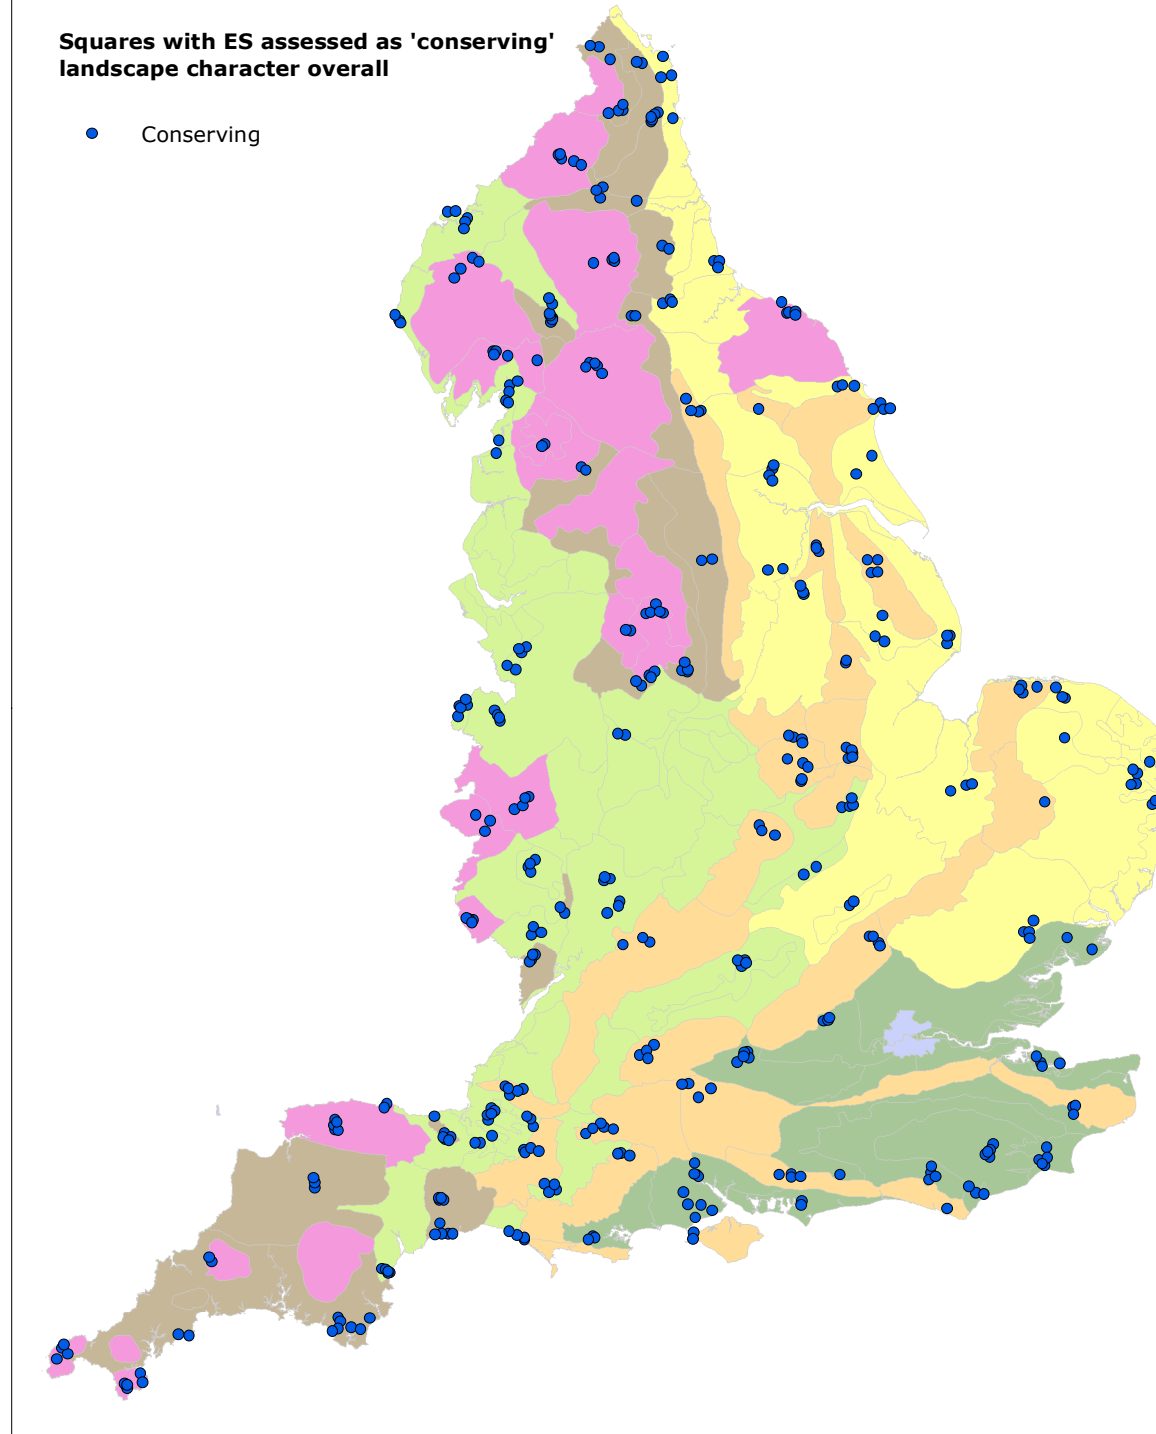 Squares with ES assessed as 'conserving'
landscape character overall
Conserving